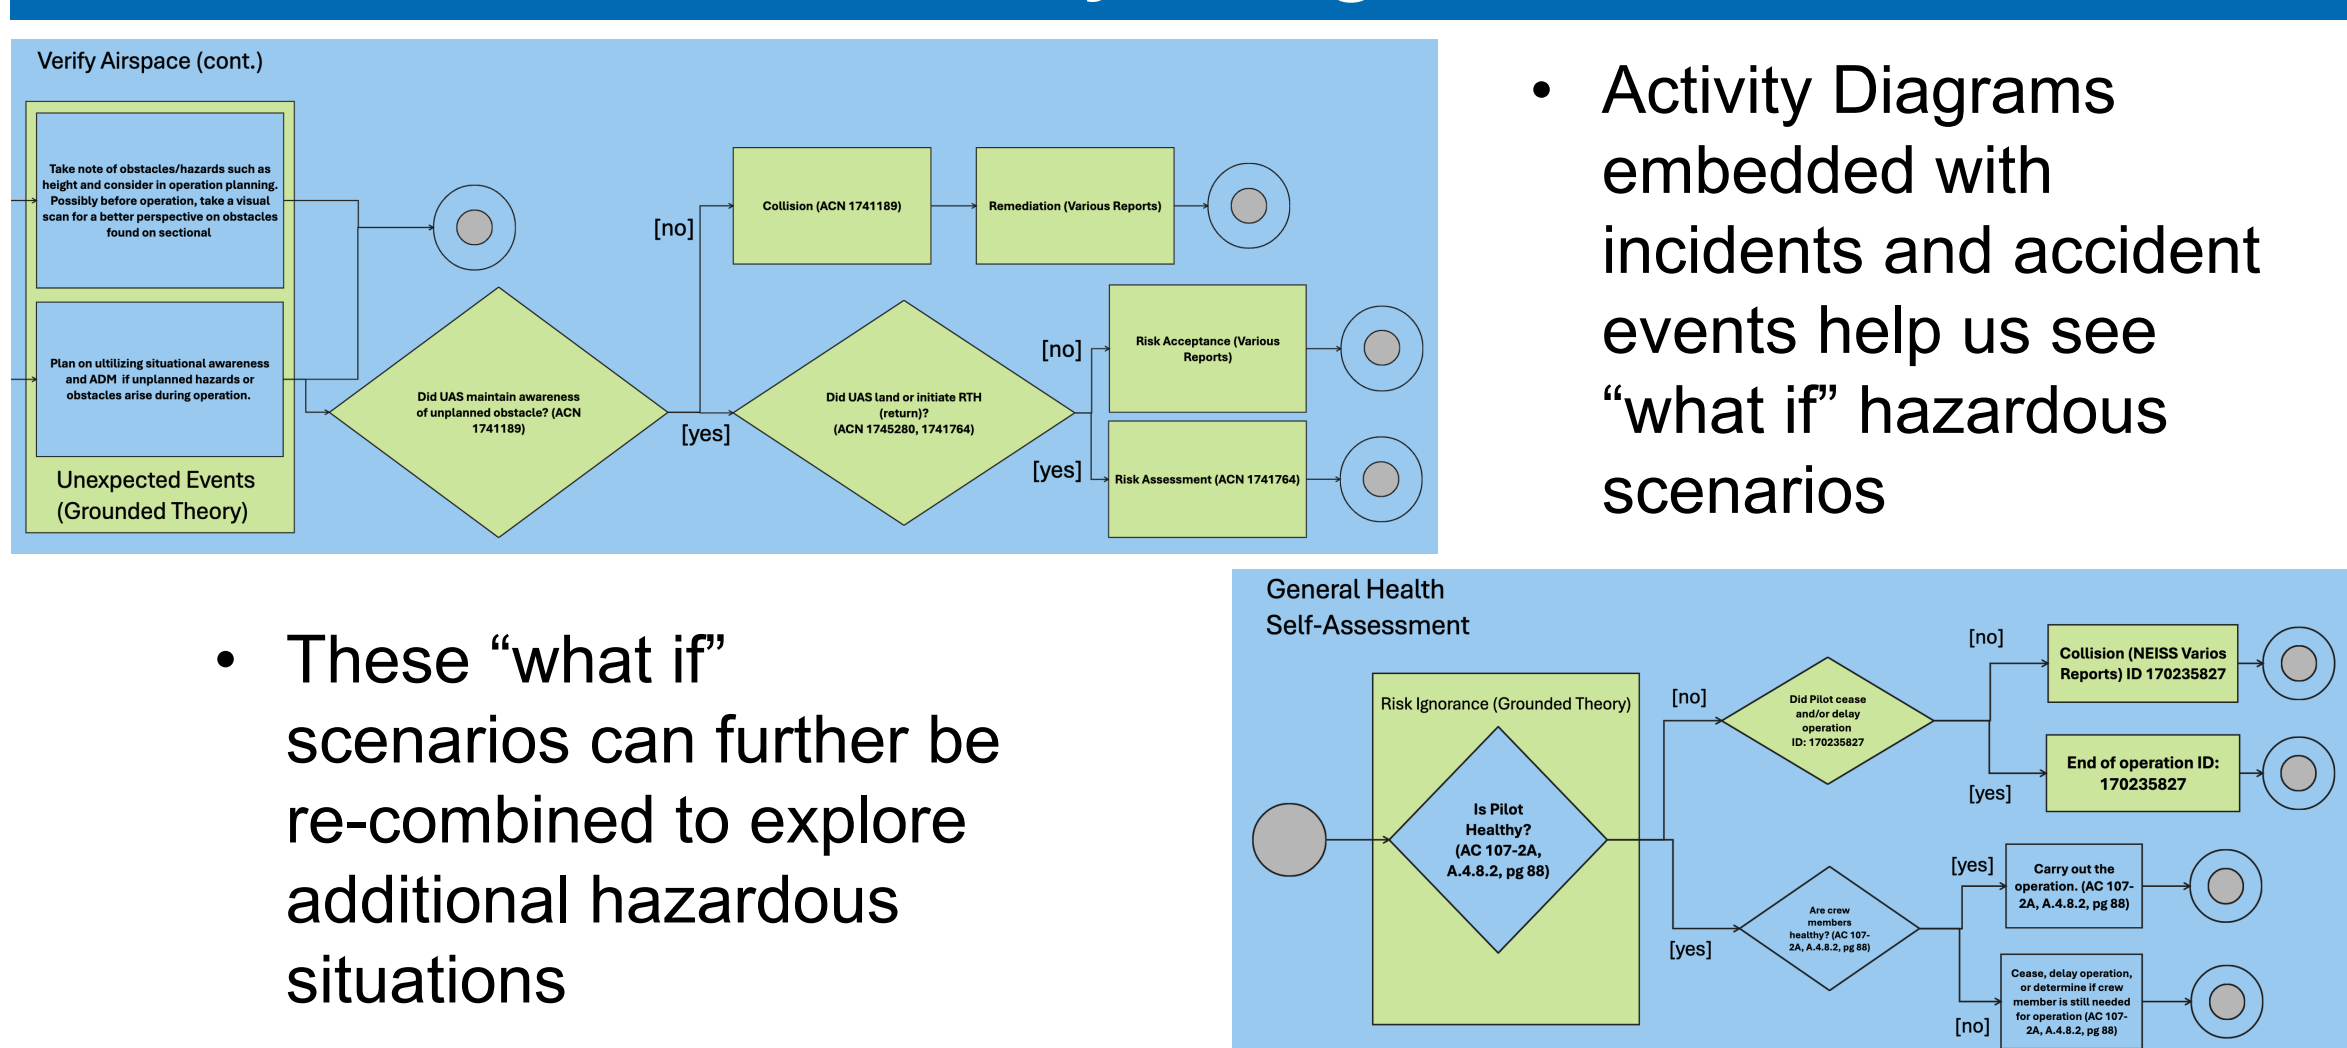 Verify Airspace (cont.)
Take note of obstacles/hazards such as
height and consider in operation planning.
Possibly before operation, take a visual
scan for a better perspective on obstacles
found on sectional
Plan on ultilizing situational awareness
and ADM if unplanned hazards or
obstacles arise during operation.
Unexpected Events
(Grounded Theory)
Did UAS maintain awareness
of unplanned obstacle? (ACN
1741189)
[no]
[yes]
Collision (ACN 1741189)
Remediation (Various Reports)
Did UAS land or initiate RTH
(return)?
(ACN 1745280, 1741764)
[no]
[yes]
Risk Acceptance (Various
Reports)
Risk Assessment (ACN 1741764)
• Activity Diagrams
embedded with
incidents and accident
events help us see
“what if” hazardous
scenarios
• These “what if”
scenarios can further be
re-combined to explore
additional hazardous
situations
General Health
Self-Assessment
Risk Ignorance (Grounded Theory)
Is Pilot
Healthy?
(AC 107-2A,
A.4.8.2, pg 88)
[no]
[yes]
Did Pilot cease
and/or delay
operation
ID: 170235827
[no]
[yes]
Collision (NEISS Varios
Reports) ID 170235827
End of operation ID:
170235827
Are crew
members
healthy? (AC 107-
2A, A.4.8.2, pg 88)
[yes]
[no]
Carry out the
operation. (AC 107-
2A, A.4.8.2, pg 88)
Cease, delay operation,
or determine if crew
member is still needed
for operation (AC 107-
2A, A.4.8.2, pg 88)